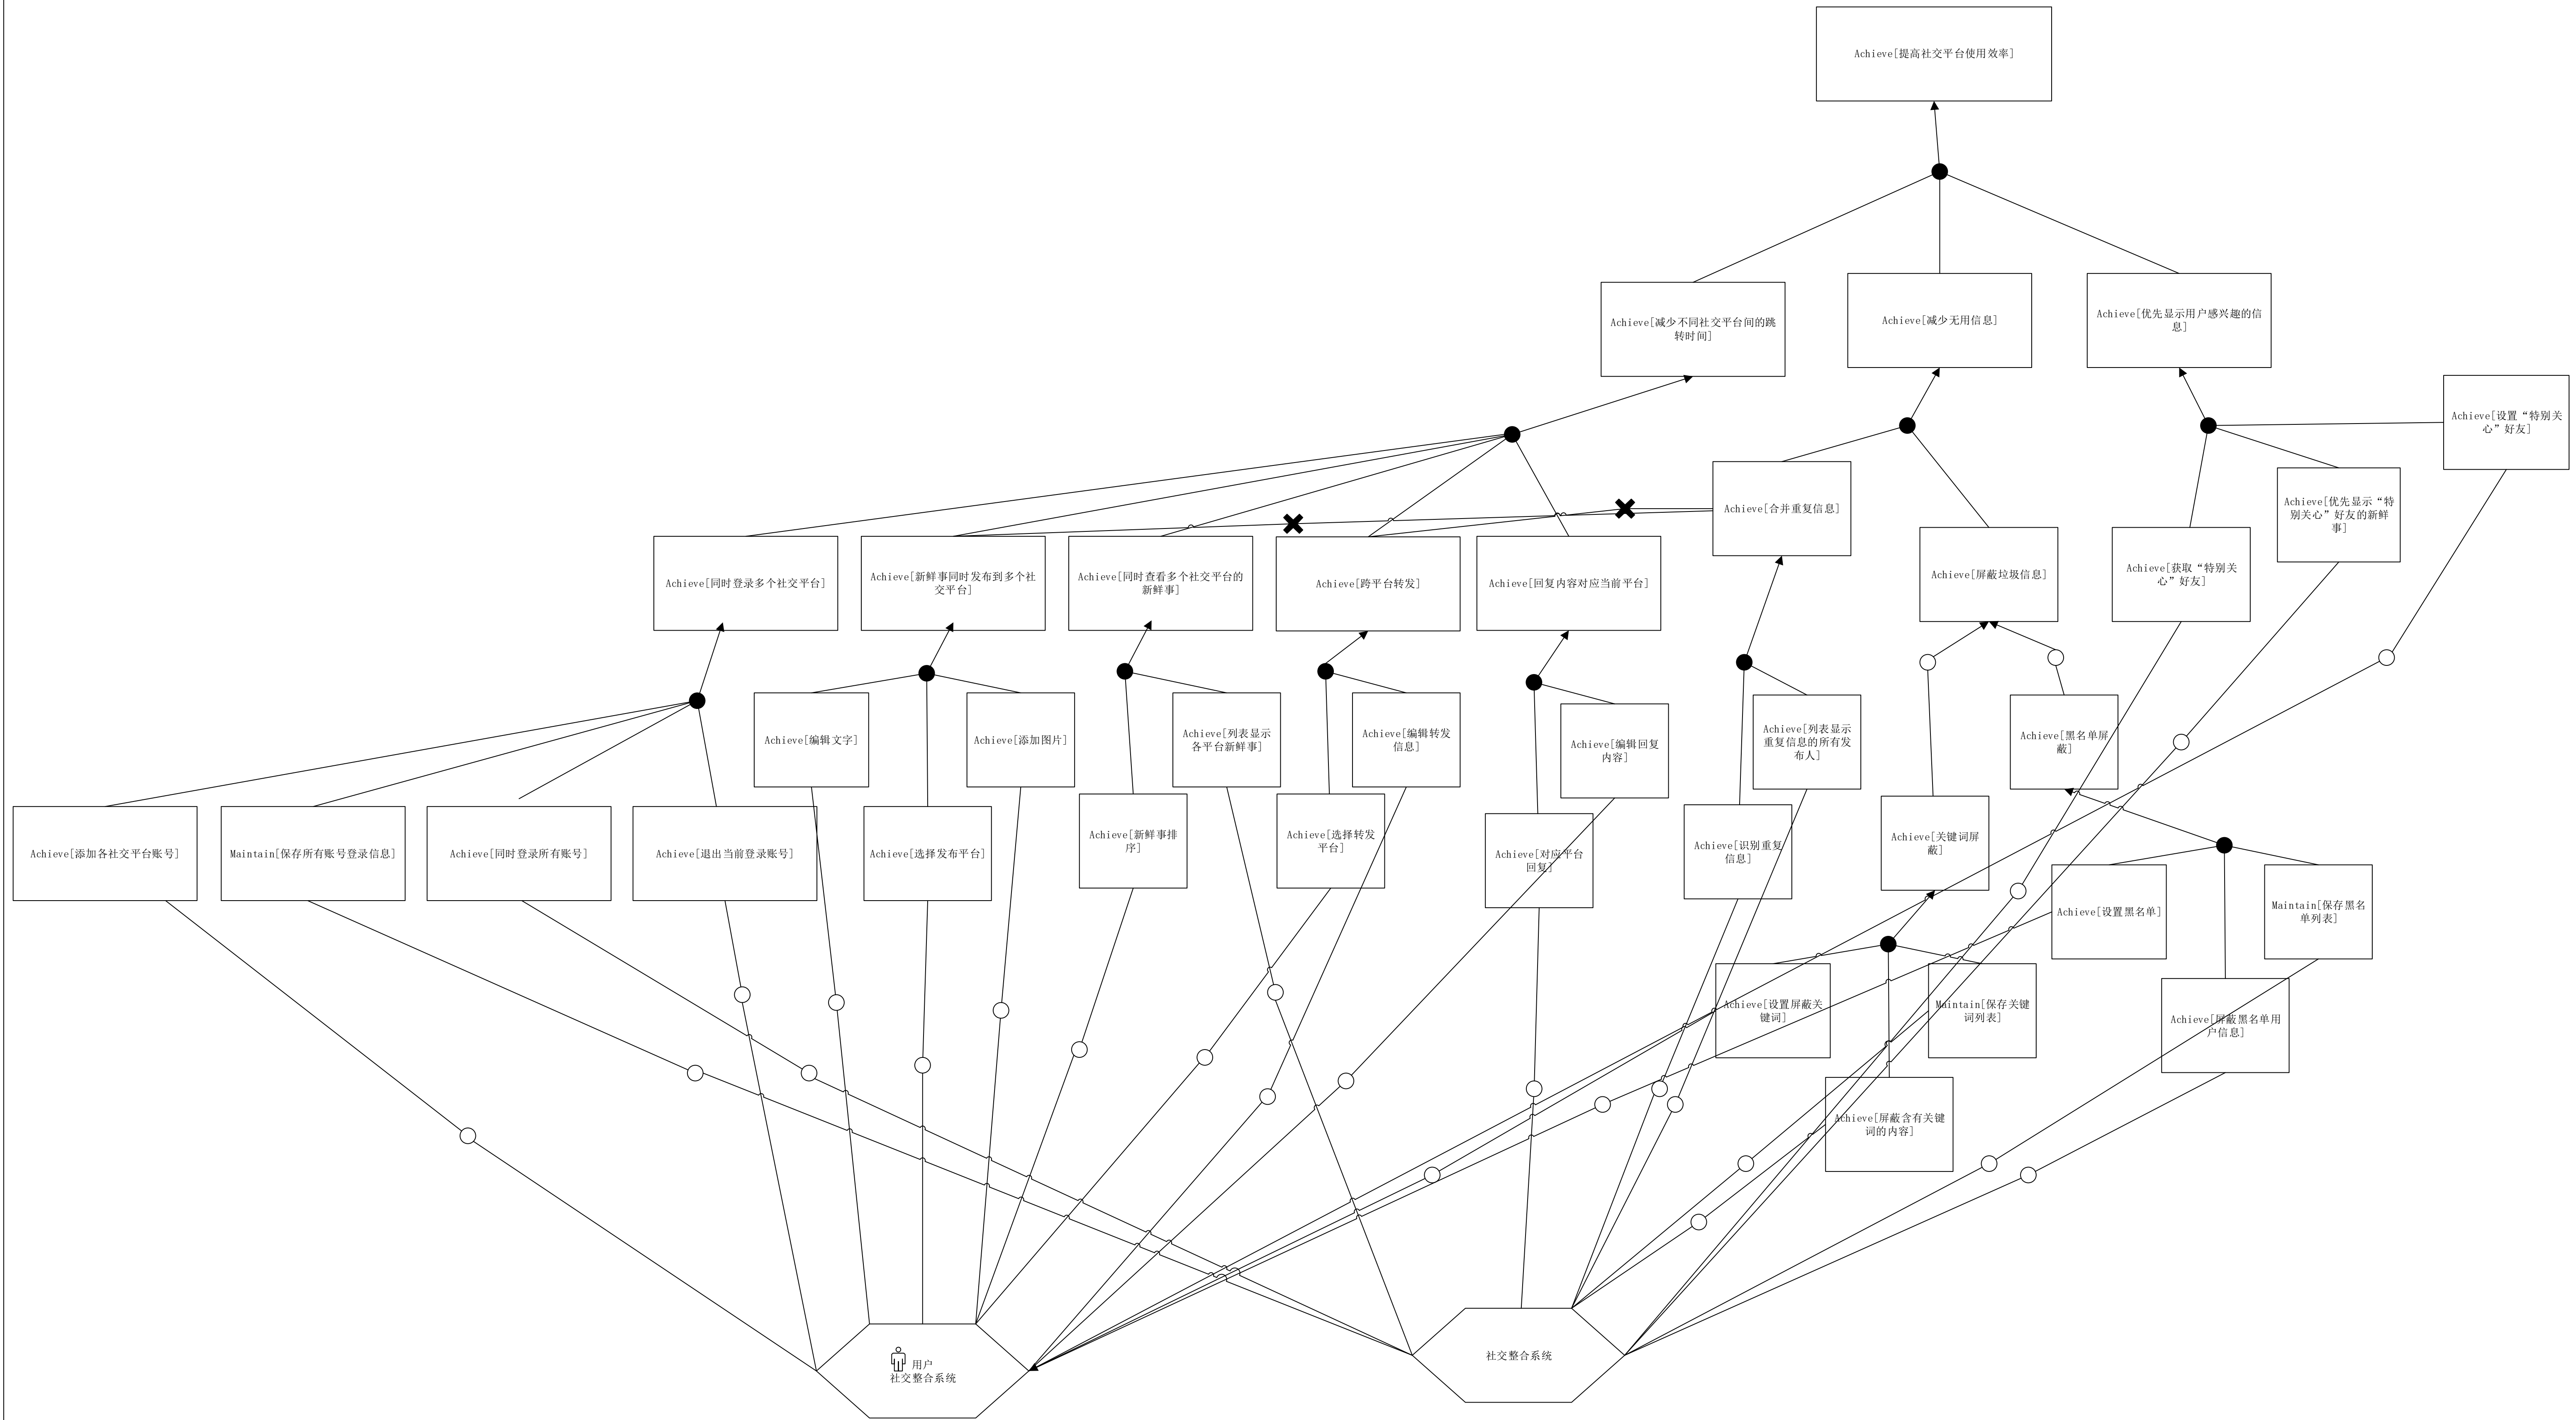 Achieve[提高社交平台使用效率]
Achieve[减少不同社交平台间的跳
转时间]
Achieve[减少无用信息]
Achieve[优先显示用户感兴趣的信
息]
Achieve[设置“特别关
心”好友]
Achieve[合并重复信息]
Achieve[优先显示“特
别关心”好友的新鲜
事]
Achieve[同时登录多个社交平台]
Achieve[新鲜事同时发布到多个社
交平台]
Achieve[同时查看多个社交平台的
新鲜事]
Achieve[跨平台转发]
Achieve[回复内容对应当前平台]
Achieve[屏蔽垃圾信息]
Achieve[获取“特别关
心”好友]
Achieve[编辑文字]
Achieve[添加图片]
Achieve[列表显示
各平台新鲜事]
Achieve[编辑转发
信息]
Achieve[编辑回复
内容]
Achieve[列表显示
重复信息的所有发
布人]
Achieve[黑名单屏
蔽]
Achieve[添加各社交平台账号]
Maintain[保存所有账号登录信息]
Achieve[同时登录所有账号]
Achieve[退出当前登录账号]
Achieve[选择发布平台]
Achieve[新鲜事排
序]
Achieve[选择转发
平台]
Achieve[对应平台
回复]
Achieve[识别重复
信息]
Achieve[关键词屏
蔽]
Achieve[设置黑名单]
Maintain[保存黑名
单列表]
Achieve[设置屏蔽关
键词]
Maintain[保存关键
词列表]
Achieve[屏蔽黑名单用
户信息]
Achieve[屏蔽含有关键
词的内容]
用户
社交整合系统
社交整合系统